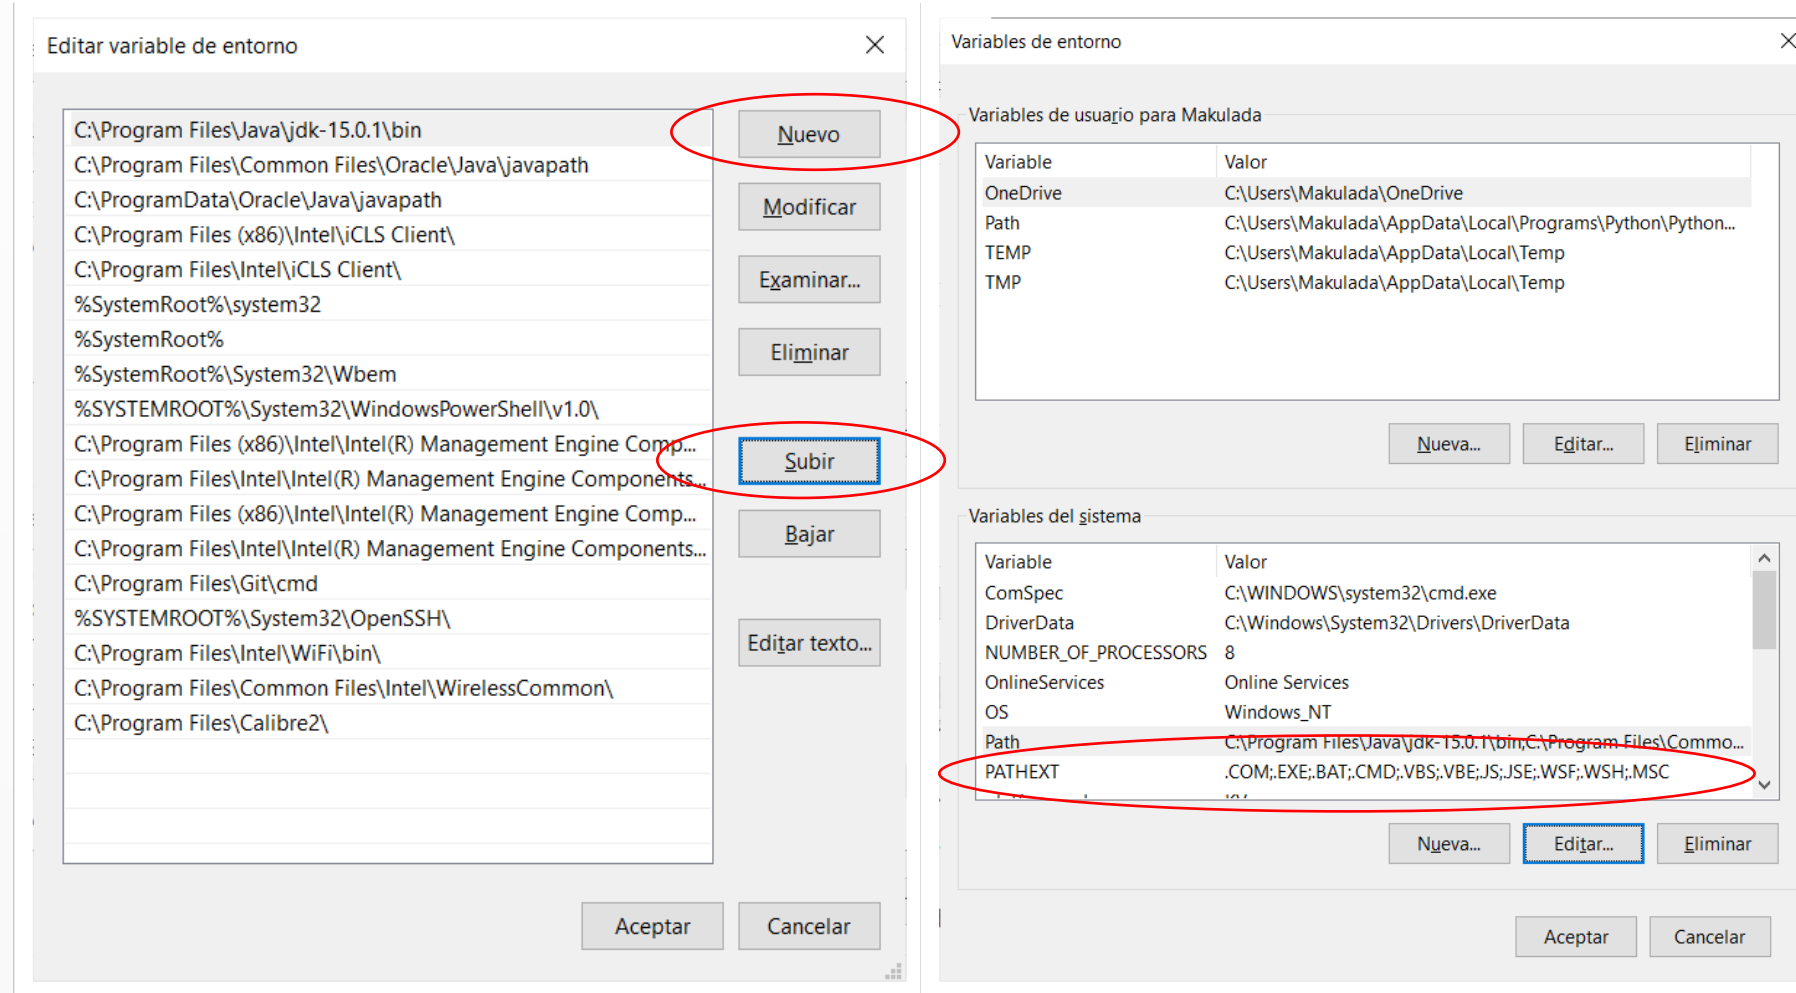 Editar variable de entorno
C:\Program Files\Java\jdk-15.0.1\bin
C:\Program Files\Common Files\Oracle\Java\javapath
C:\ProgramData\Oracle\Java\javapath
C:\Program Files (x86)\Intel\iCLS Client\
C:\Program Files\Intel\iCLS Client\
%SystemRoot%\system32
%SystemRoot%
%SystemRoot%\System32\Wbem
%SYSTEMROOT%\System32\WindowsPowerShell\v1.0\
C:\Program Files (x86)\Intel\Intel(R) Management Engine Comp...
C:\Program Files\Intel\Intel(R) Management Engine Components...
C:\Program Files (x86)\Intel\Intel(R) Management Engine Comp...
C:\Program Files\Intel\Intel(R) Management Engine Components...
C:\Program Files\Git\cmd
%SYSTEMROOT%\System32\OpenSSH\
C:\Program Files\Intel\WiFi\bin\
C:\Program Files\Common Files\Intel\WirelessCommon\
C:\Program Files\Calibre2\
Nuevo
Modificar
Examinar...
Eliminar
Subir
Bajar
Editar texto...
Aceptar Cancelar
Variables de entorno
Variables de usuario para Makulada
Variable Valor
OneDrive C:\Users\Makulada\OneDrive
Path C:\Users\Makulada\AppData\Local\Programs\Python\Python...
TEMP C:\Users\Makulada\AppData\Local\Temp
TMP C:\Users\Makulada\AppData\Local\Temp
Nueva... Editar... Eliminar
Variables del sistema
Variable Valor
ComSpec C:\WINDOWS\system32\cmd.exe
DriverData C:\Windows\System32\Drivers\DriverData
NUMBER_OF_PROCESSORS 8
OnlineServices Online Services
OS Windows_NT
Path C:\Program Files\Java\jdk-15.0.1\bin;C:\Program Files\Commo...
PATHEXT .COM;.EXE;.BAT;.CMD;.VBS;.VBE;.JS;.JSE;.WSF;.WSH;.MSC
Nueva... Editar... Eliminar
Aceptar Cancelar